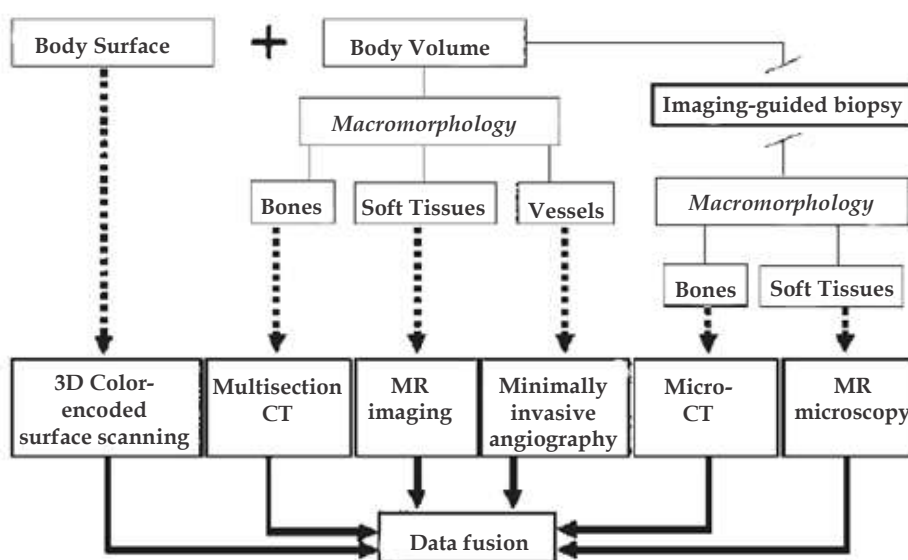 Body Surface
+
Body Volume
Imaging-guided biopsy
Macromorphology
Bones
Soft Tissues
Vessels
Macromorphology
Bones
Soft Tissues
3D Color-
encoded
surface scanning
Multisection
CT
MR
imaging
Minimally
invasive
angiography
Micro-
CT
MR
microscopy
Data fusion